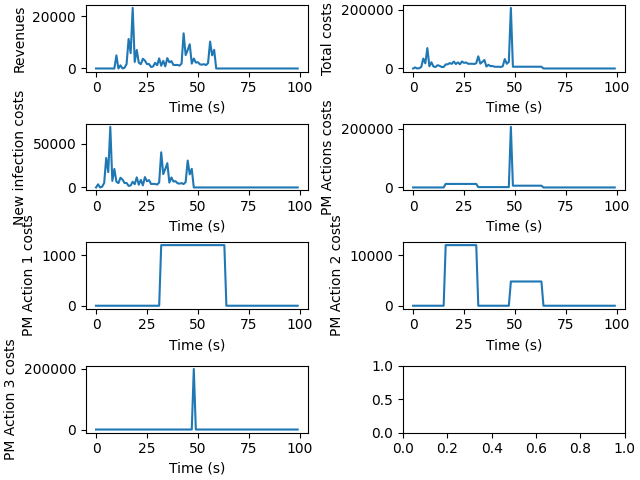 Revenues
20000
0
0 25 50 75 100
Time (s)
Total costs
200000
0
0 25 50 75 100
Time (s)
New infection costs
50000
0
0 25 50 75 100
Time (s)
PM Actions costs
200000
0
0 25 50 75 100
Time (s)
PM Action 1 costs
1000
0
0 25 50 75 100
Time (s)
PM Action 2 costs
10000
0
0 25 50 75 100
Time (s)
PM Action 3 costs
200000
0
0 25 50 75 100
Time (s)
1.0
0.5
0.0
0.0 0.2 0.4 0.6 0.8 1.0